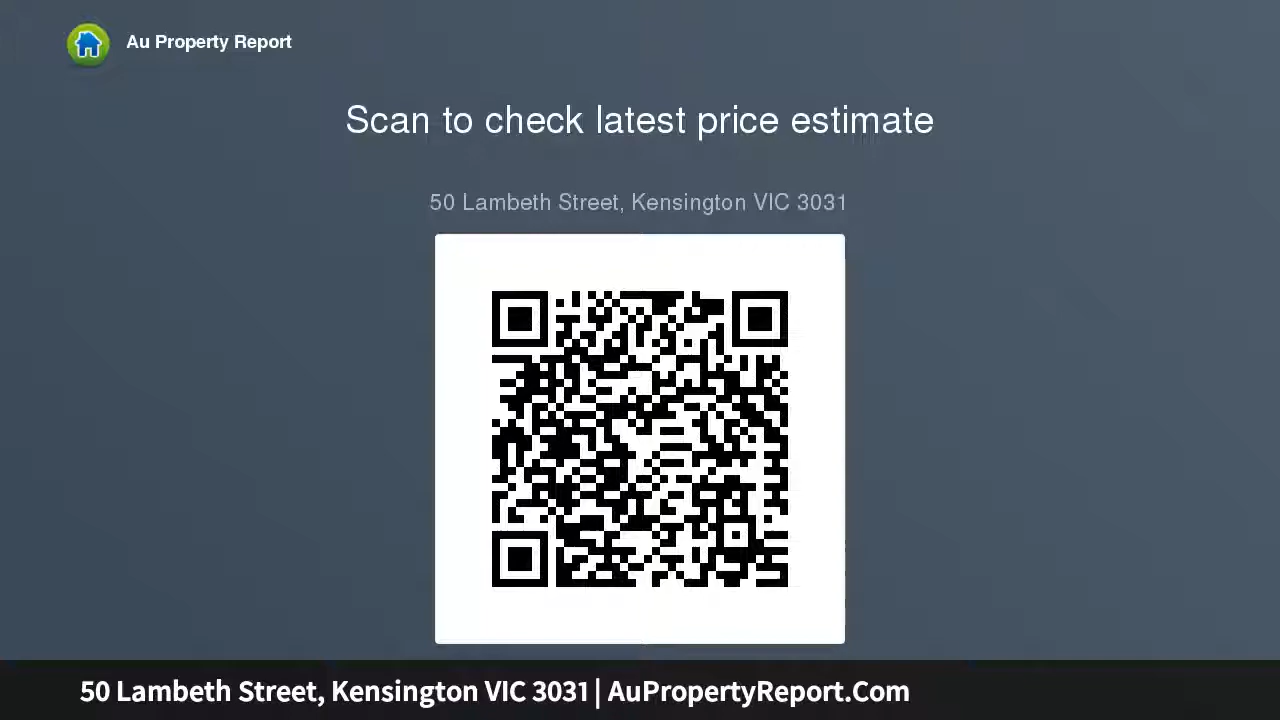 Au Property Report
Scan to check latest price estimate
50 Lambeth Street, Kensington VIC 3031
50 Lambeth Street, Kensington VIC 3031 | AuPropertyReport.Com